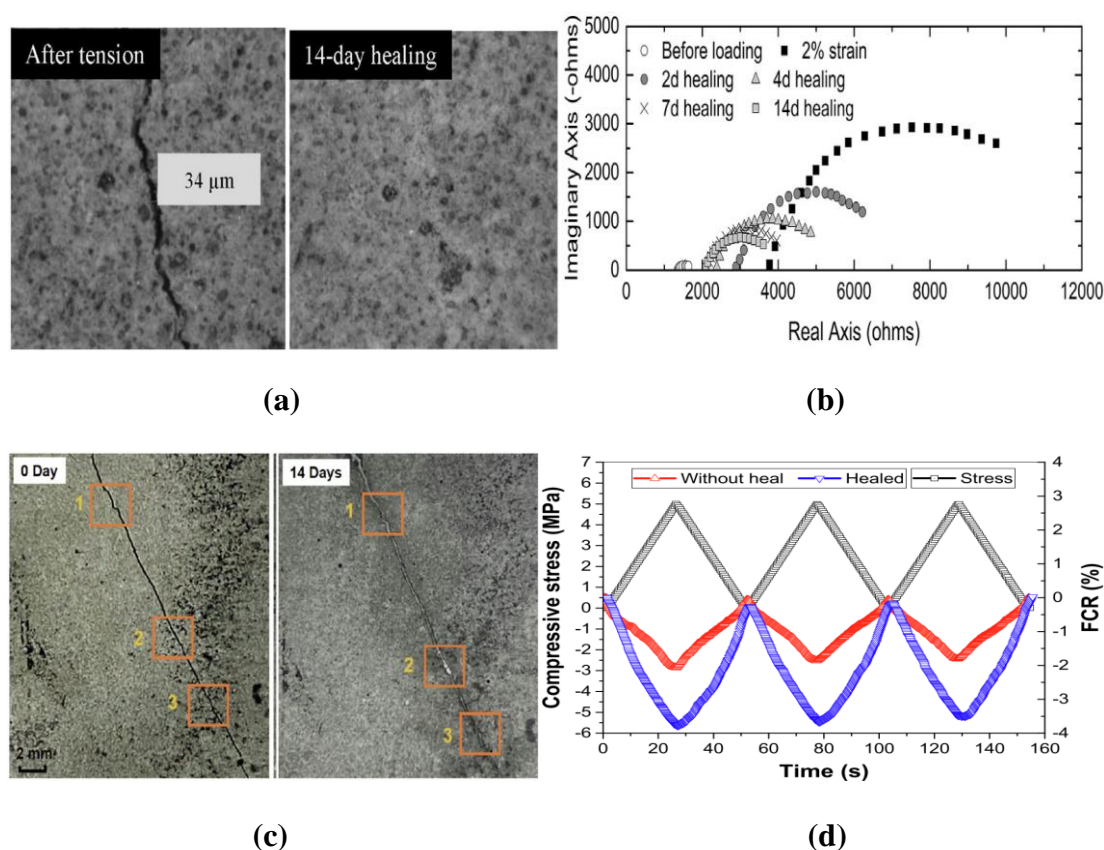 After tension
14-day healing
34 µm
Imaginary Axis (-ohms)
5000
4000
3000
2000
1000
0
Before loading
2% strain
2d healing
4d healing
7d healing
14d healing
0 2000 4000 6000 8000 10000 12000
Real Axis (ohms)
(a)
(b)
0 Day
1
2
3
2 mm
14 Days
1
2
3
Compressive stress (MPa)
7
6
5
4
3
2
1
0
-1
-2
-3
-4
-5
-6
Without heal Healed Stress
4
3
2
1
0
-1
-2
-3
-4
FCR (%)
0 20 40 60 80 100 120 140 160
Time (s)
(c)
(d)